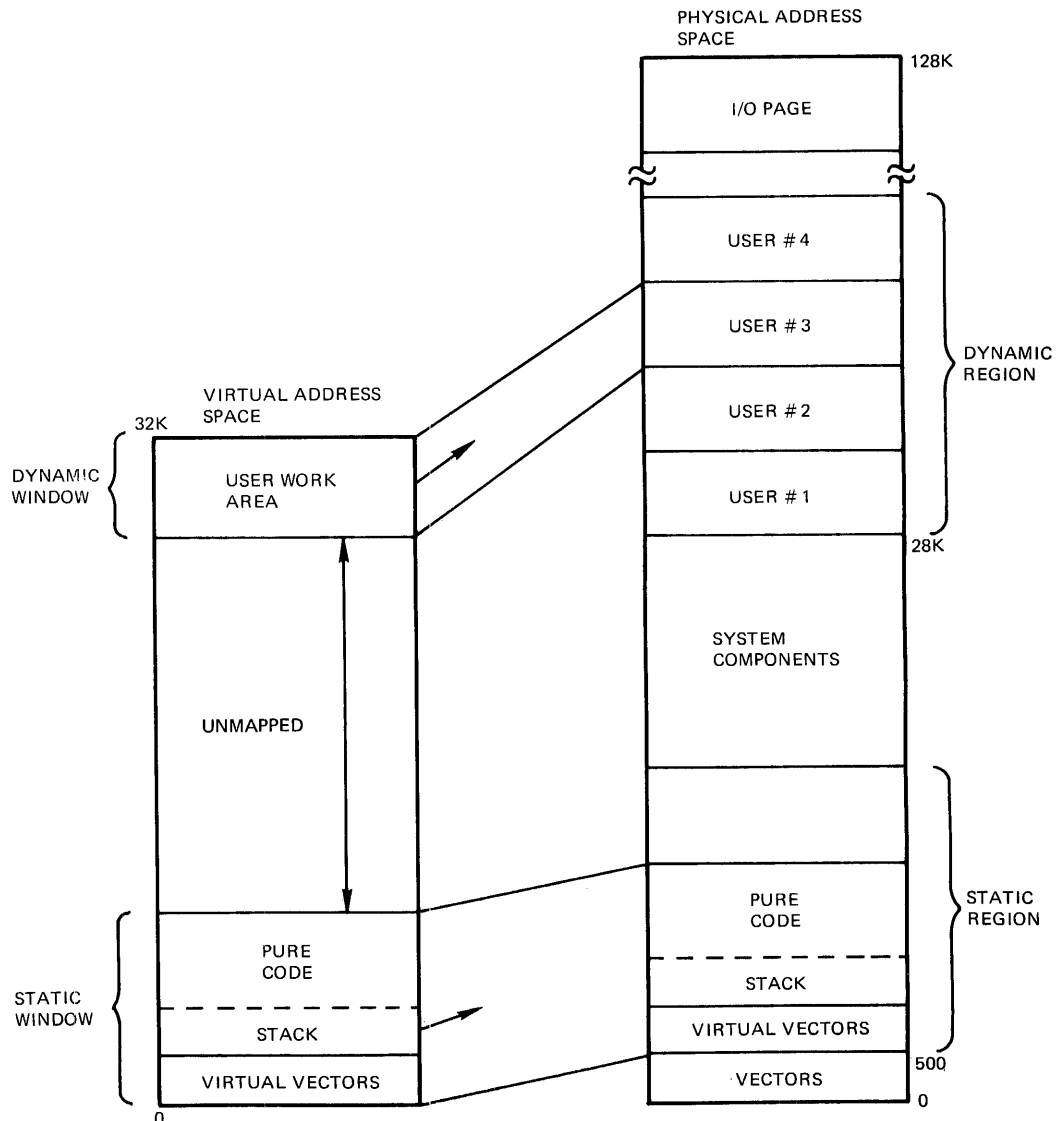 PHYSICAL ADDRESS
SPACE
128K
I/O PAGE
USER # 4
USER # 3
DYNAMIC
REGION
USER # 2
USER # 1
28K
SYSTEM
COMPONENTS
PURE
CODE
STATIC
REGION
STACK
VIRTUAL VECTORS
500
VECTORS
0
VIRTUAL ADDRESS
SPACE
32K
DYNAMIC
WINDOW
USER WORK
AREA
UNMAPPED
PURE
CODE
STATIC
WINDOW
STACK
VIRTUAL VECTORS
0